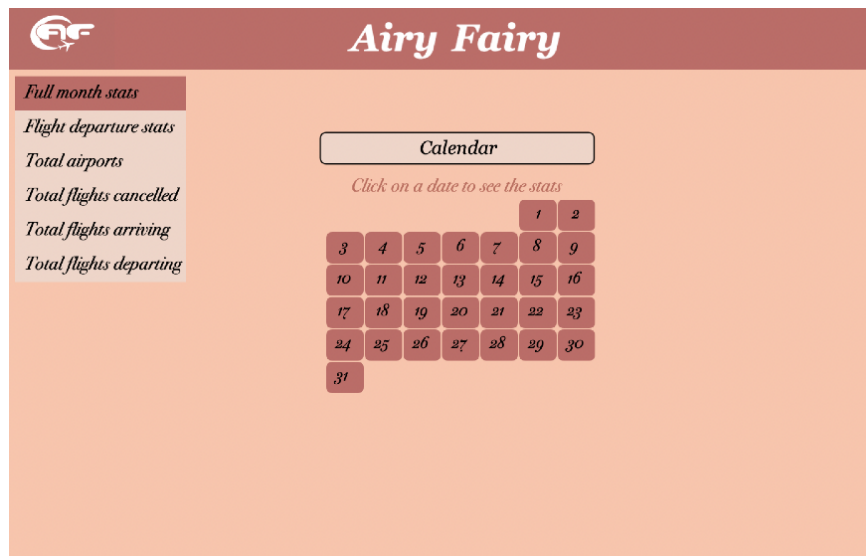 AF
Airy Fairy
Full month stats
Flight departure stats
Total airports
Total flights cancelled
Total flights arriving
Total flights departing
Calendar
Click on a date to see the stats
1 2
3 4 5 6 7 8 9
10 11 12 13 14 15 16
17 18 19 20 21 22 23
24 25 26 27 28 29 30
31